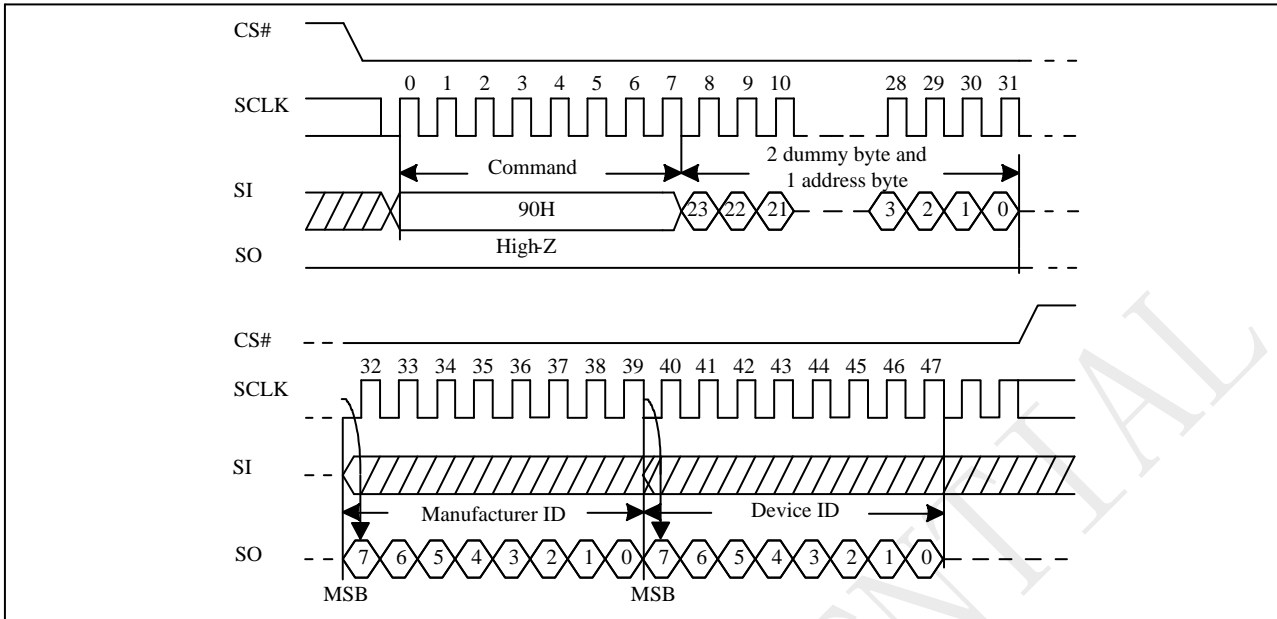 CS#
0 1 2 3 4 5 6 7 8 9 10 28 29 30 31
SCLK
Command
2 dummy byte and
1 address byte
SI
90H
23 22 21 3 2 1 0
High-Z
SO
CS#
32 33 34 35 36 37 38 39 40 41 42 43 44 45 46 47
SCLK
SI
Manufacturer ID
Device ID
SO
7 6 5 4 3 2 1 0 7 6 5 4 3 2 1 0
MSB
MSB
NTIAL